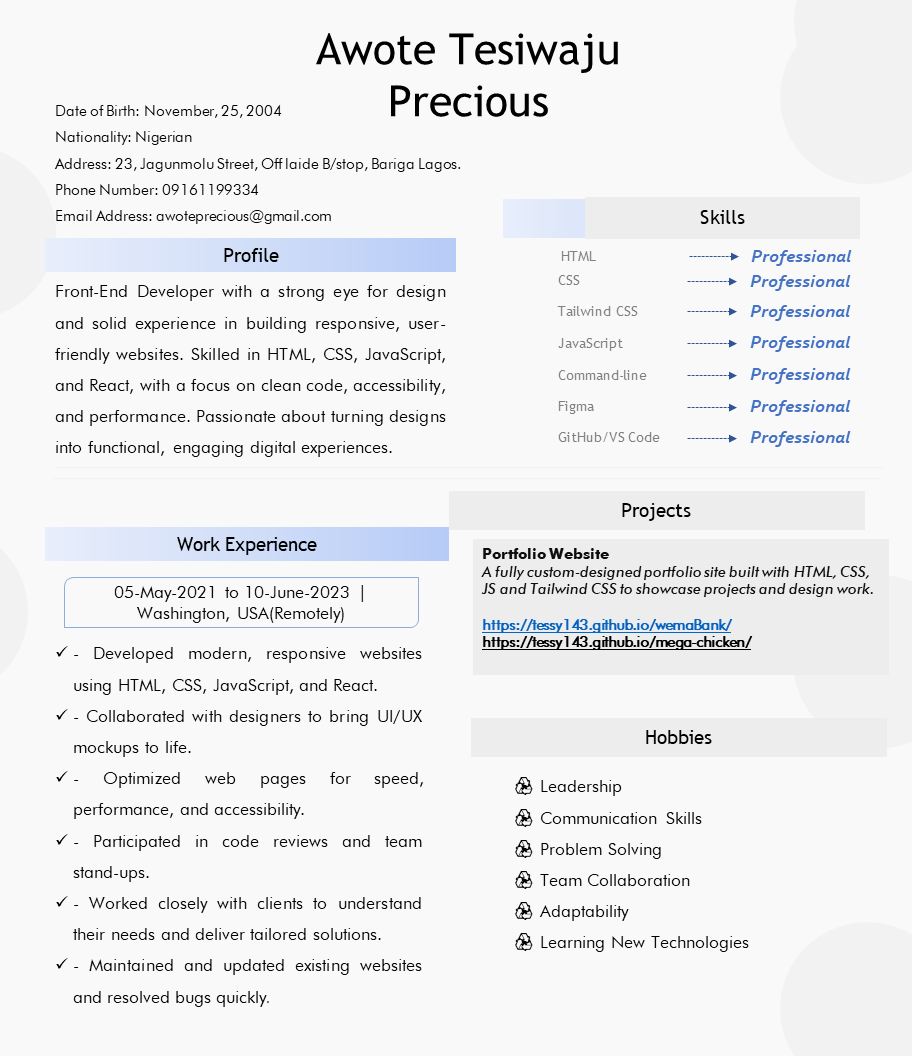 Awote Tesiwaju
Precious
Date of Birth: November, 25, 2004
Nationality: Nigerian
Address: 23, Jagunmolu Street, Off laide B/stop, Bariga Lagos.
Phone Number: 09161199334
Email Address: awoteprecious@gmail.com
Profile
Front-End Developer with a strong eye for design
and solid experience in building responsive, user-
friendly websites. Skilled in HTML, CSS, JavaScript,
and React, with a focus on clean code, accessibility,
and performance. Passionate about turning designs
into functional, engaging digital experiences.
Skills
HTML Professional
CSS Professional
Tailwind CSS Professional
JavaScript Professional
Command-line Professional
Figma Professional
GitHub/VS Code Professional
Work Experience
05-May-2021 to 10-June-2023 |
Washington, USA(Remotely)
✓ - Developed modern, responsive websites
using HTML, CSS, JavaScript, and React.
✓ - Collaborated with designers to bring UI/UX
mockups to life.
✓ - Optimized web pages for speed,
performance, and accessibility.
✓ - Participated in code reviews and team
stand-ups.
✓ - Worked closely with clients to understand
their needs and deliver tailored solutions.
✓ - Maintained and updated existing websites
and resolved bugs quickly.
Projects
Portfolio Website
A fully custom-designed portfolio site built with HTML, CSS,
JS and Tailwind CSS to showcase projects and design work.
https://tessy143.github.io/wemaBank/
https://tessy143.github.io/mega-chicken/
Hobbies
Leadership
Communication Skills
Problem Solving
Team Collaboration
Adaptability
Learning New Technologies